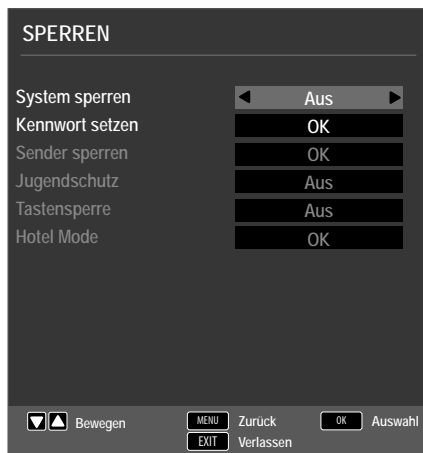 SPERREN
System sperren Aus
Kennwort setzen OK
Sender sperren OK
Jugendschutz Aus
Tastensperre Aus
Hotel Mode OK
Bewegen MENU Zurück OK Auswahl
EXIT Verlassen